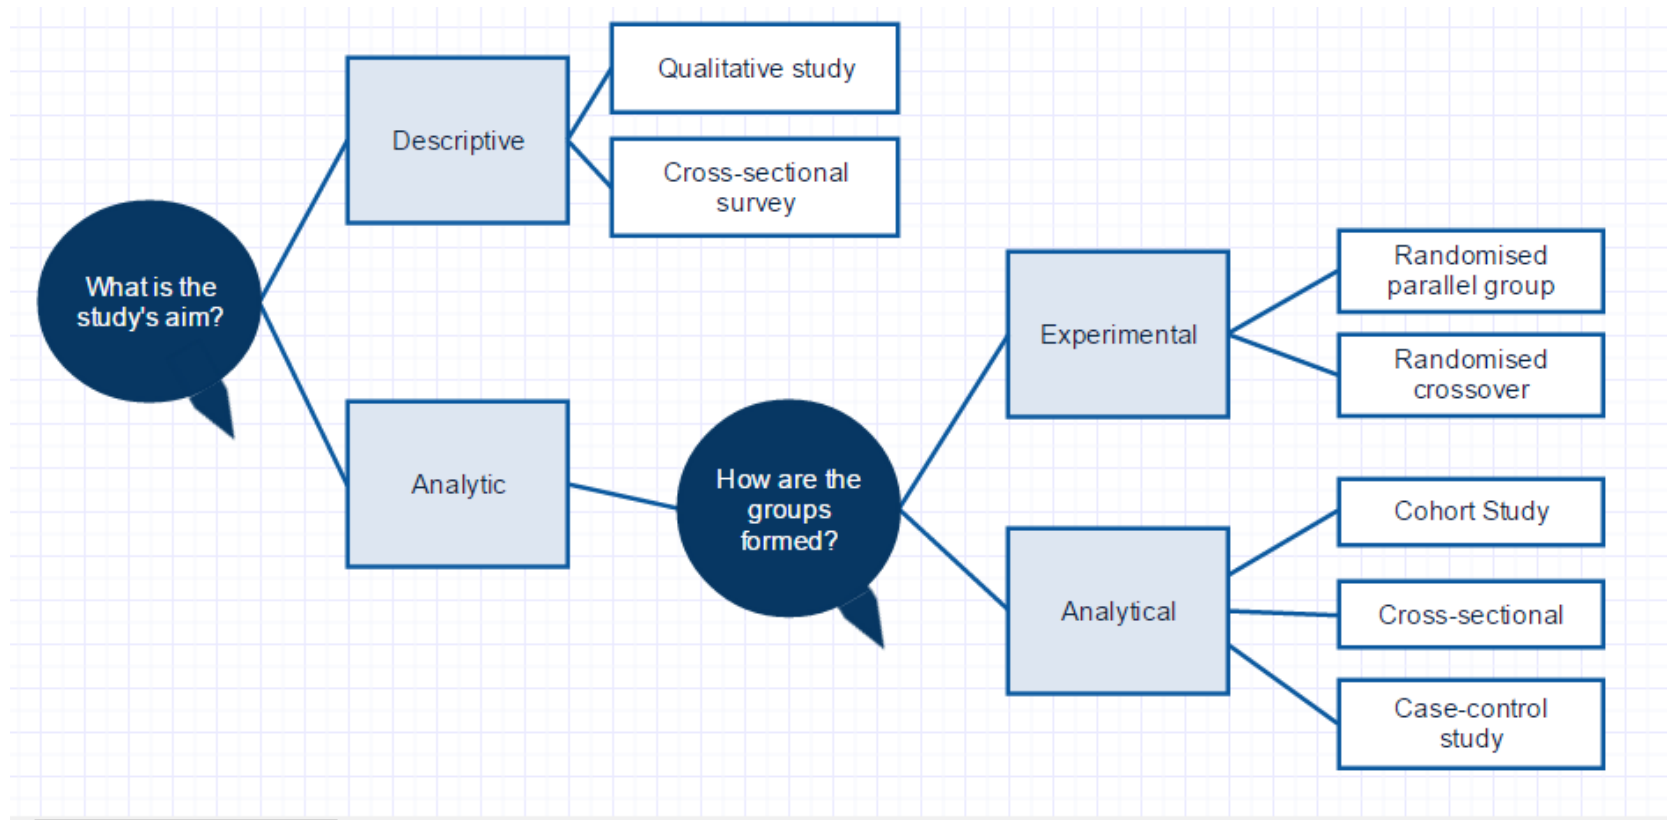 What is the
study's aim?
Descriptive
Qualitative study
Cross-sectional
survey
Analytic
How are the
groups
formed?
Experimental
Randomised
parallel group
Randomised
crossover
Analytical
Cohort Study
Cross-sectional
Case-control
study